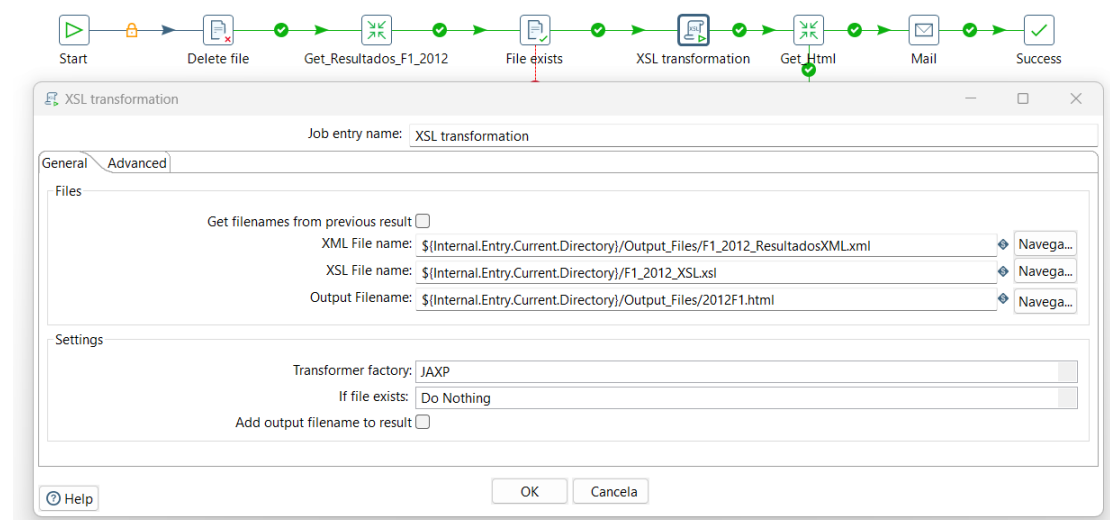 Start Delete file Get_Resultados_F1_2012 File exists XSL transformation Get_Html Mail Success
XSL transformation
Job entry name: XSL transformation
General Advanced
Files
Get filenames from previous result
XML File name: ${Internal.Entry.Current.Directory}/Output_Files/F1_2012_ResultadosXML.xml Navega...
XSL File name: ${Internal.Entry.Current.Directory}/F1_2012_XSL.xsl Navega...
Output Filename: ${Internal.Entry.Current.Directory}/Output_Files/2012F1.html Navega...
Settings
Transformer factory: JAXP
If file exists: Do Nothing
Add output filename to result
Help OK Cancela